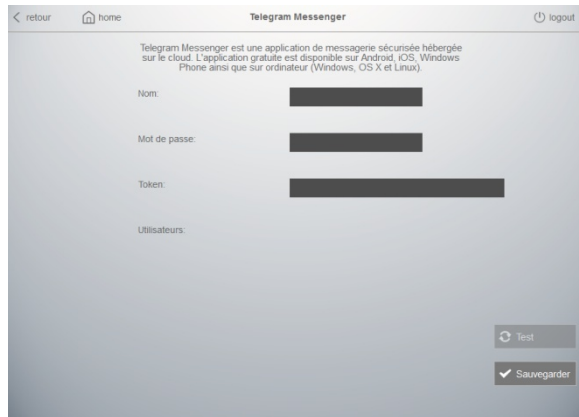 retour
home
Telegram Messenger
logout
Telegram Messenger est une application de messagerie sécurisée hébergée
sur le cloud. L'application gratuite est disponible sur Android, iOS, Windows
Phone ainsi que sur ordinateur (Windows, OS X et Linux).
Nom:
Mot de passe:
Token:
Utilisateurs:
Test
Sauvegarder